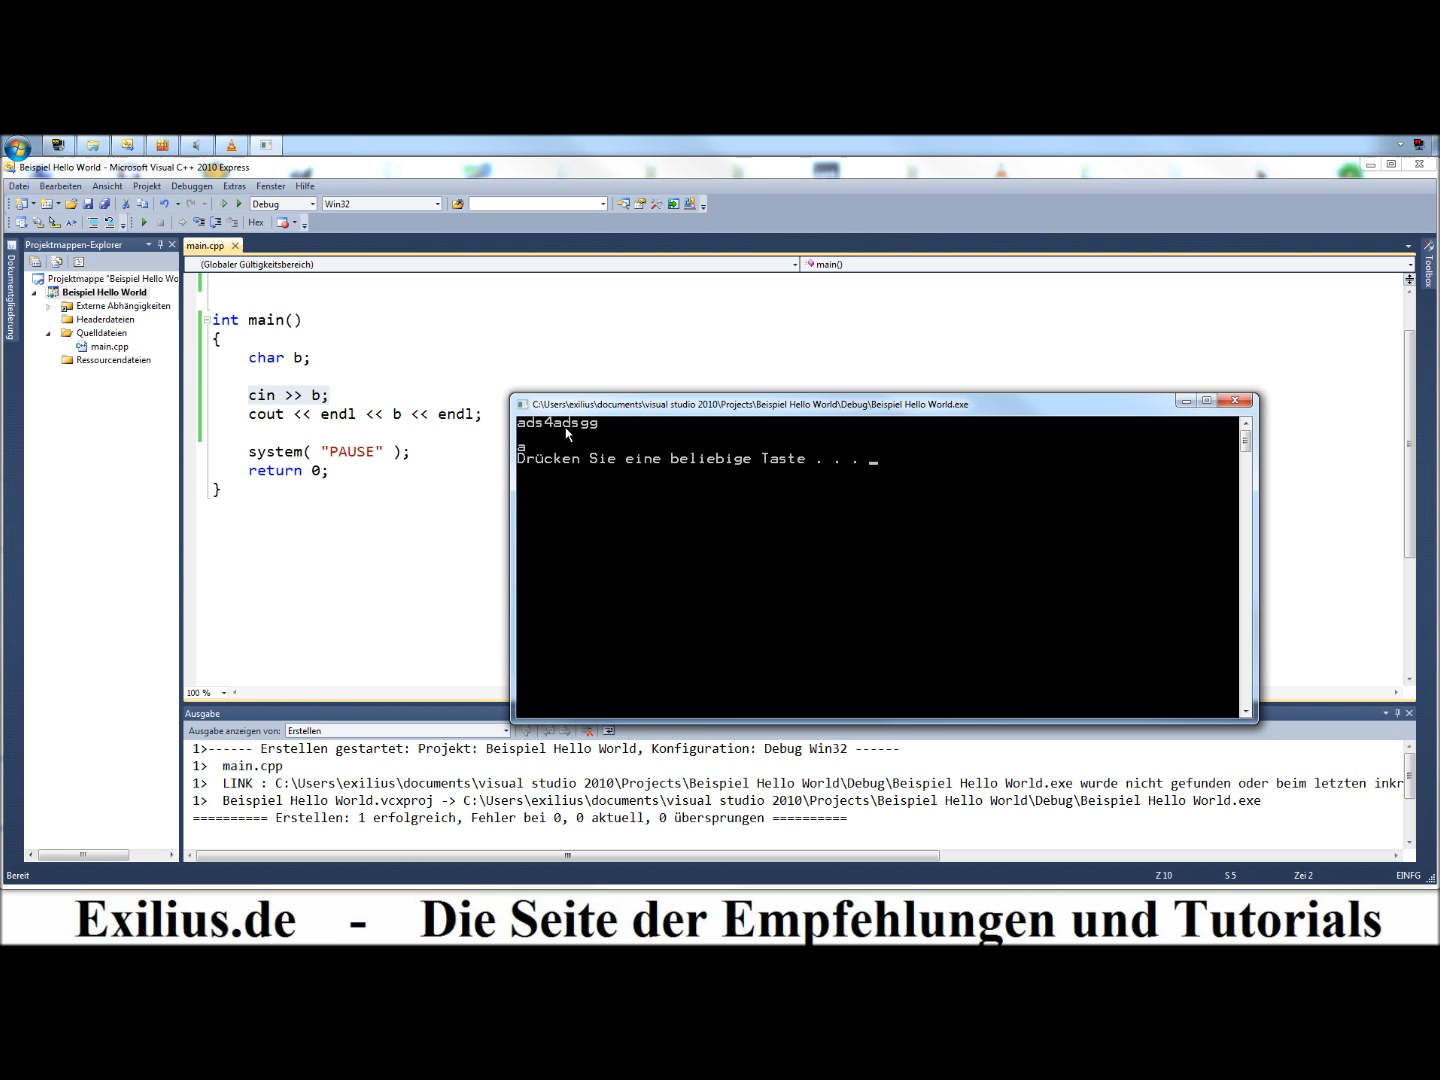 Beispiel Hello World - Microsoft Visual C++ 2010 Express
Datei Bearbeiten Ansicht Projekt Debuggen Extras Fenster Hilfe
Debug Win32
Hex
Projektmappen-Explorer
main.cpp
Dokumentgliederung
Toolbox
(Globaler Gültigkeitsbereich)
main()
Projektmappe "Beispiel Hello Wo
Beispiel Hello World
Externe Abhängigkeiten
Headerdateien
Quelldateien
main.cpp
Ressourcendateien
int main()
{
char b;
cin >> b;
cout << endl << b << endl;
system( "PAUSE" );
return 0;
}
C:\Users\exilius\documents\visual studio 2010\Projects\Beispiel Hello World\Debug\Beispiel Hello World.exe
ads4adsgg
a
Drücken Sie eine beliebige Taste . . . _
100 %
Ausgabe
Ausgabe anzeigen von: Erstellen
1>------ Erstellen gestartet: Projekt: Beispiel Hello World, Konfiguration: Debug Win32 ------
1> main.cpp
1> LINK : C:\Users\exilius\documents\visual studio 2010\Projects\Beispiel Hello World\Debug\Beispiel Hello World.exe wurde nicht gefunden oder beim letzten inkr
1> Beispiel Hello World.vcxproj -> C:\Users\exilius\documents\visual studio 2010\Projects\Beispiel Hello World\Debug\Beispiel Hello World.exe
========== Erstellen: 1 erfolgreich, Fehler bei 0, 0 aktuell, 0 übersprungen ==========
Bereit Z 10 S 5 Zei 2 EINFG
Exilius.de - Die Seite der Empfehlungen und Tutorials